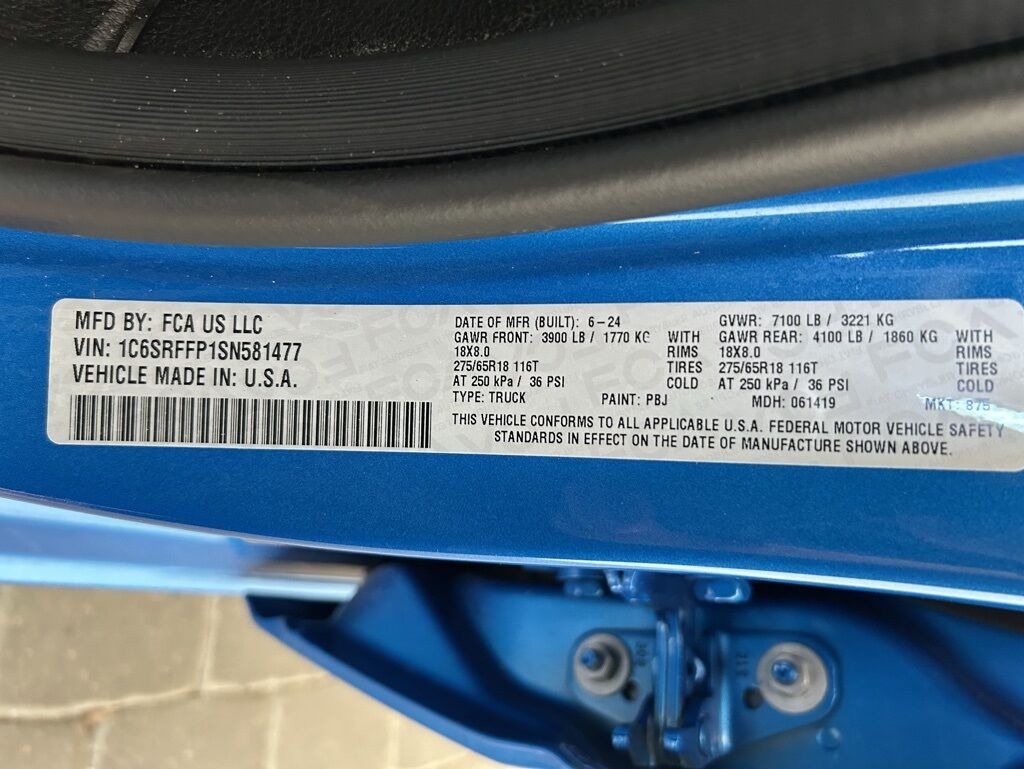 MFD BY: FCA US LLC
VIN: 1C6SRFFP1SN581477
VEHICLE MADE IN: U.S.A.
DATE OF MFR (BUILT): 6-24
GVWR: 7100 LB / 3221 KG
GAWR FRONT: 3900 LB / 1770 KG WITH
18X8.0 RIMS
275/65R18 116T TIRES
AT 250 kPa / 36 PSI COLD
GAWR REAR: 4100 LB / 1860 KG WITH
18X8.0 RIMS
275/65R18 116T TIRES
AT 250 kPa / 36 PSI COLD
TYPE: TRUCK PAINT: PBJ MDH: 061419 MKT: 875
THIS VEHICLE CONFORMS TO ALL APPLICABLE U.S.A. FEDERAL MOTOR VEHICLE SAFETY
STANDARDS IN EFFECT ON THE DATE OF MANUFACTURE SHOWN ABOVE.